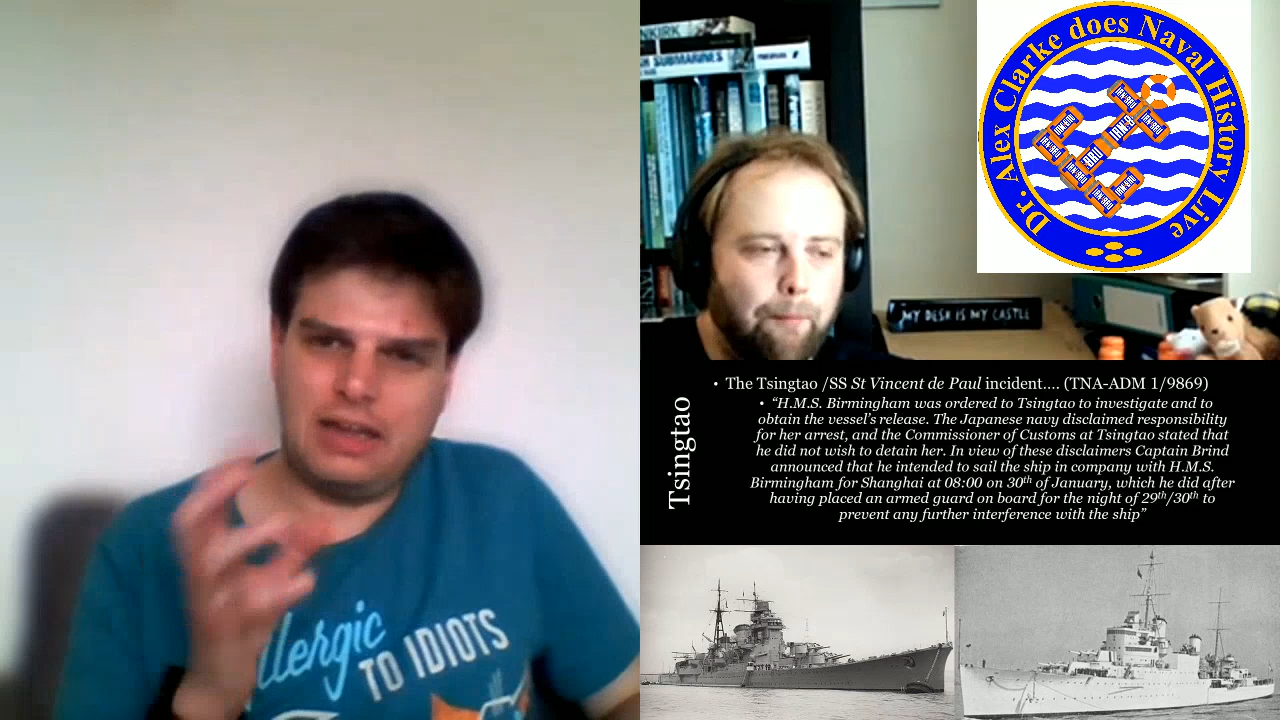 NKIRK
SUBMARINES
Dr. Alex Clarke does Naval History Live
MY DESK IS MY CASTLE
llergic
TO IDIOTS
Tsingtao
• The Tsingtao /SS St Vincent de Paul incident…. (TNA-ADM 1/9869)
• “H.M.S. Birmingham was ordered to Tsingtao to investigate and to
obtain the vessel’s release. The Japanese navy disclaimed responsibility
for her arrest, and the Commissioner of Customs at Tsingtao stated that
he did not wish to detain her. In view of these disclaimers Captain Brind
announced that he intended to sail the ship in company with H.M.S.
Birmingham for Shanghai at 08:00 on 30th of January, which he did after
having placed an armed guard on board for the night of 29th/30th to
prevent any further interference with the ship”